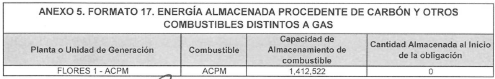 ANEXO 5. FORMATO 17. ENERGÍA ALMACENADA PROCEDENTE DE CARBÓN Y OTROS
COMBUSTIBLES DISTINTOS A GAS
Planta o Unidad de Generación Combustible Capacidad de Almacenamiento de combustible Cantidad Almacenada al Inicio de la obligación
FLORES 1 - ACPM ACPM 1,412,522 0